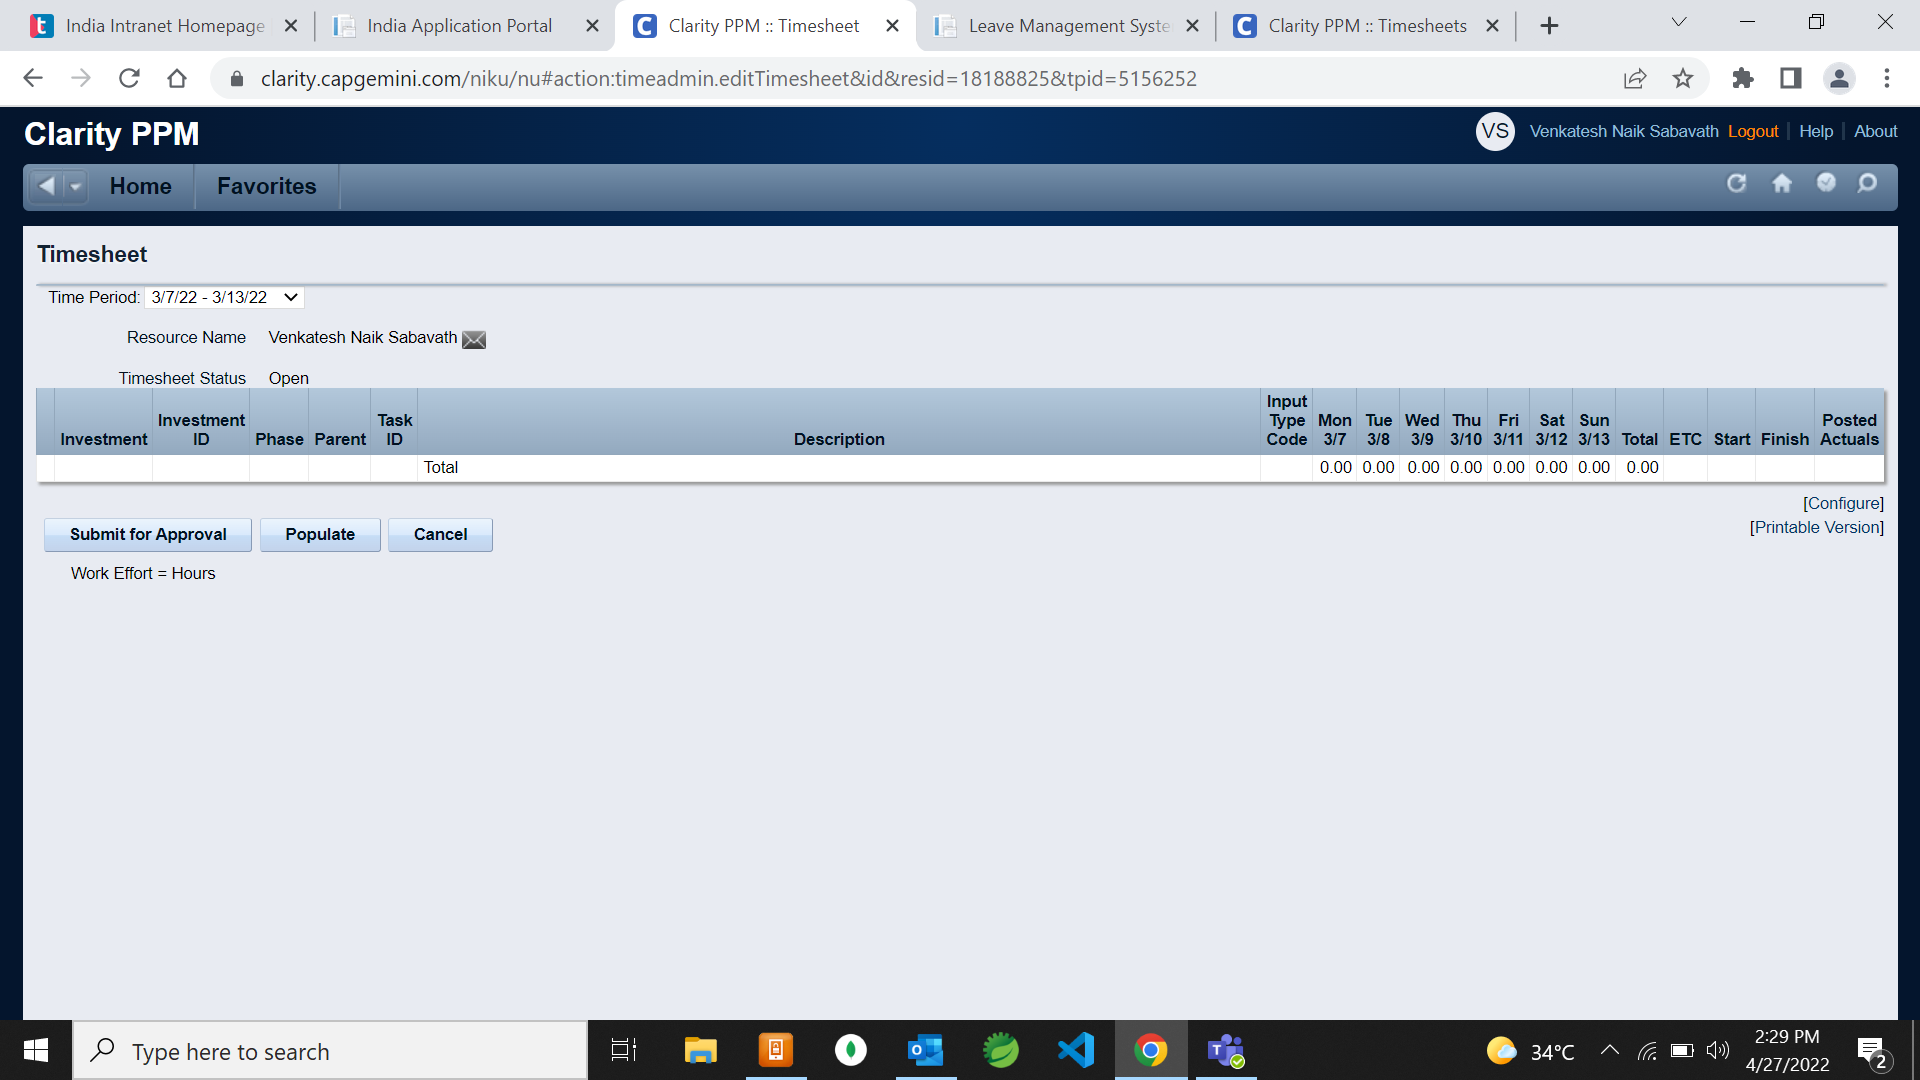 India Intranet Homepage
India Application Portal
Clarity PPM :: Timesheet
Leave Management Syste
Clarity PPM :: Timesheets
clarity.capgemini.com/niku/nu#action:timeadmin.editTimesheet&id&resid=18188825&tpid=5156252
Clarity PPM
VS Venkatesh Naik Sabavath Logout Help About
Home Favorites
Timesheet
Time Period: 3/7/22 - 3/13/22
Resource Name Venkatesh Naik Sabavath
Timesheet Status Open
Investment Investment ID Phase Parent Task ID Description Input Type Code Mon 3/7 Tue 3/8 Wed 3/9 Thu 3/10 Fri 3/11 Sat 3/12 Sun 3/13 Total ETC Start Finish Posted Actuals
Total 0.00 0.00 0.00 0.00 0.00 0.00 0.00 0.00
[Configure]
[Printable Version]
Submit for Approval Populate Cancel
Work Effort = Hours
Type here to search
34°C
2:29 PM
4/27/2022
2